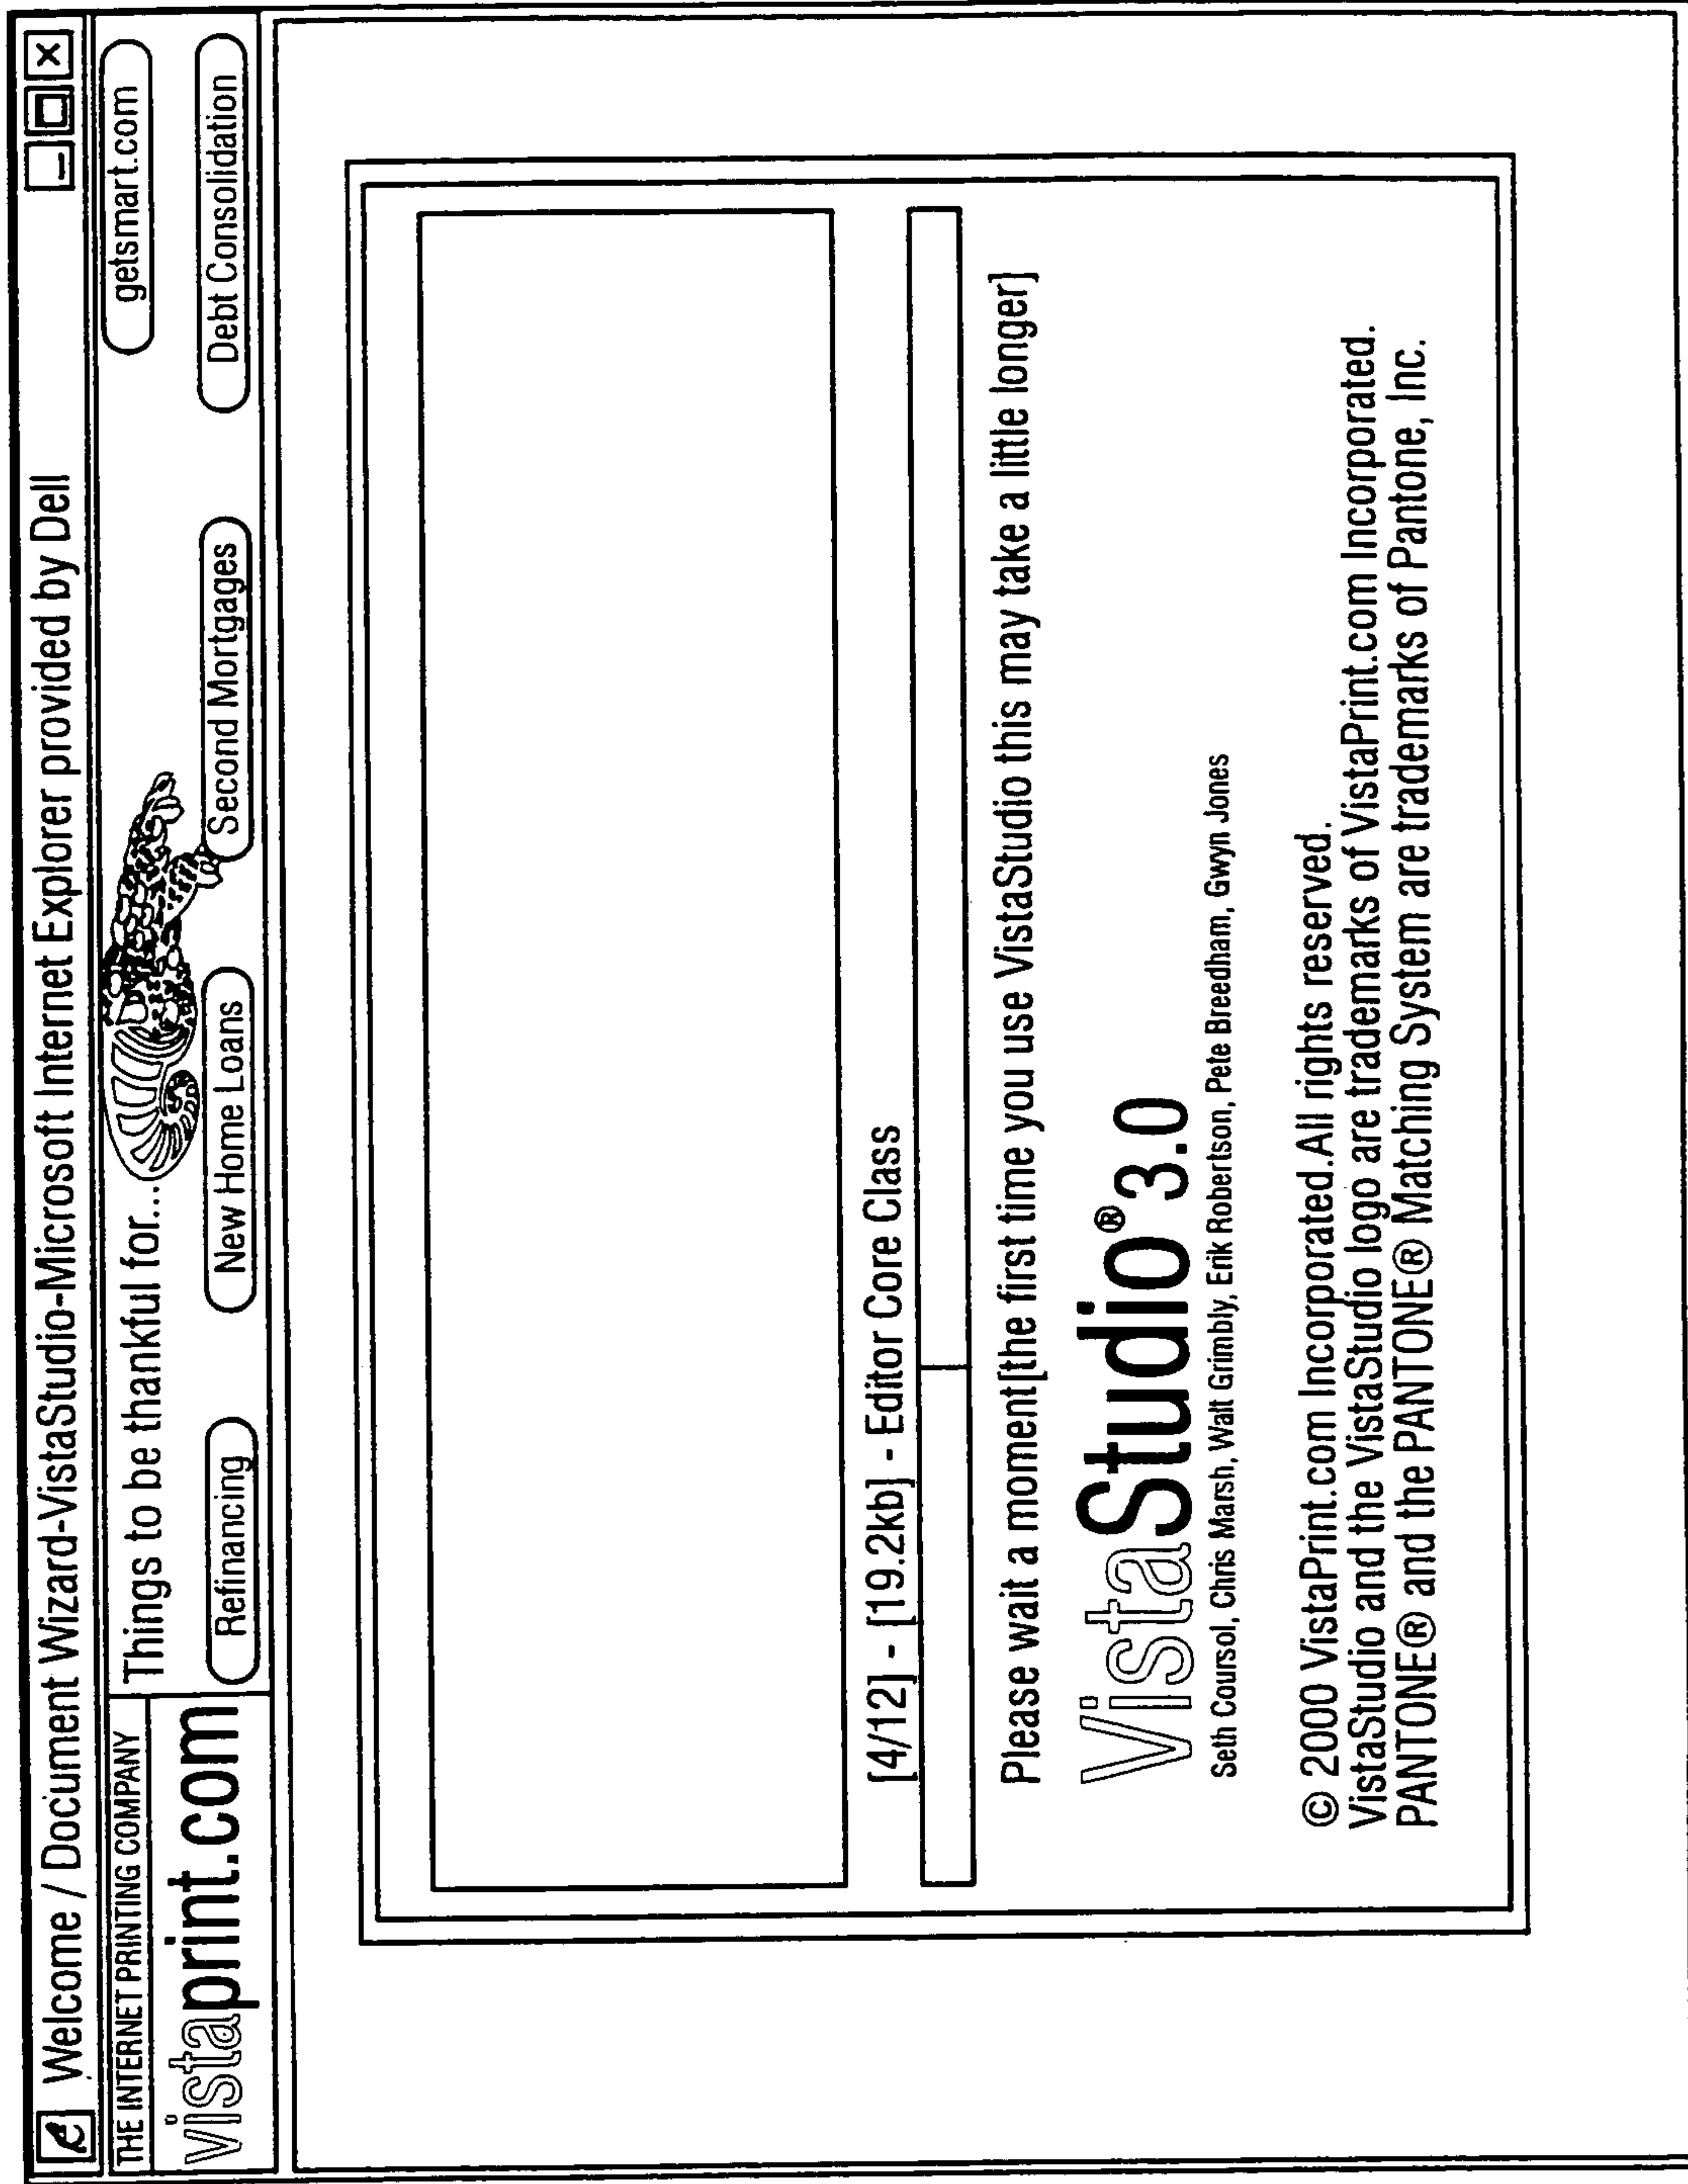 Welcome / Document Wizard-VistaStudio-Microsoft Internet Explorer provided by Dell
THE INTERNET PRINTING COMPANY
vistaprint.com
Things to be thankful for...
getsmart.com
Refinancing
New Home Loans
Second Mortgages
Debt Consolidation
[4/12] - [19.2kb] - Editor Core Class
Please wait a moment[the first time you use VistaStudio this may take a little longer]
VistaStudio® 3.0
Seth Coursol, Chris Marsh, Walt Grimbly, Erik Robertson, Pete Breedham, Gwyn Jones
© 2000 VistaPrint.com Incorporated.All rights reserved.
VistaStudio and the VistaStudio logo are trademarks of VistaPrint.com Incorporated.
PANTONE® and the PANTONE® Matching System are trademarks of Pantone, Inc.